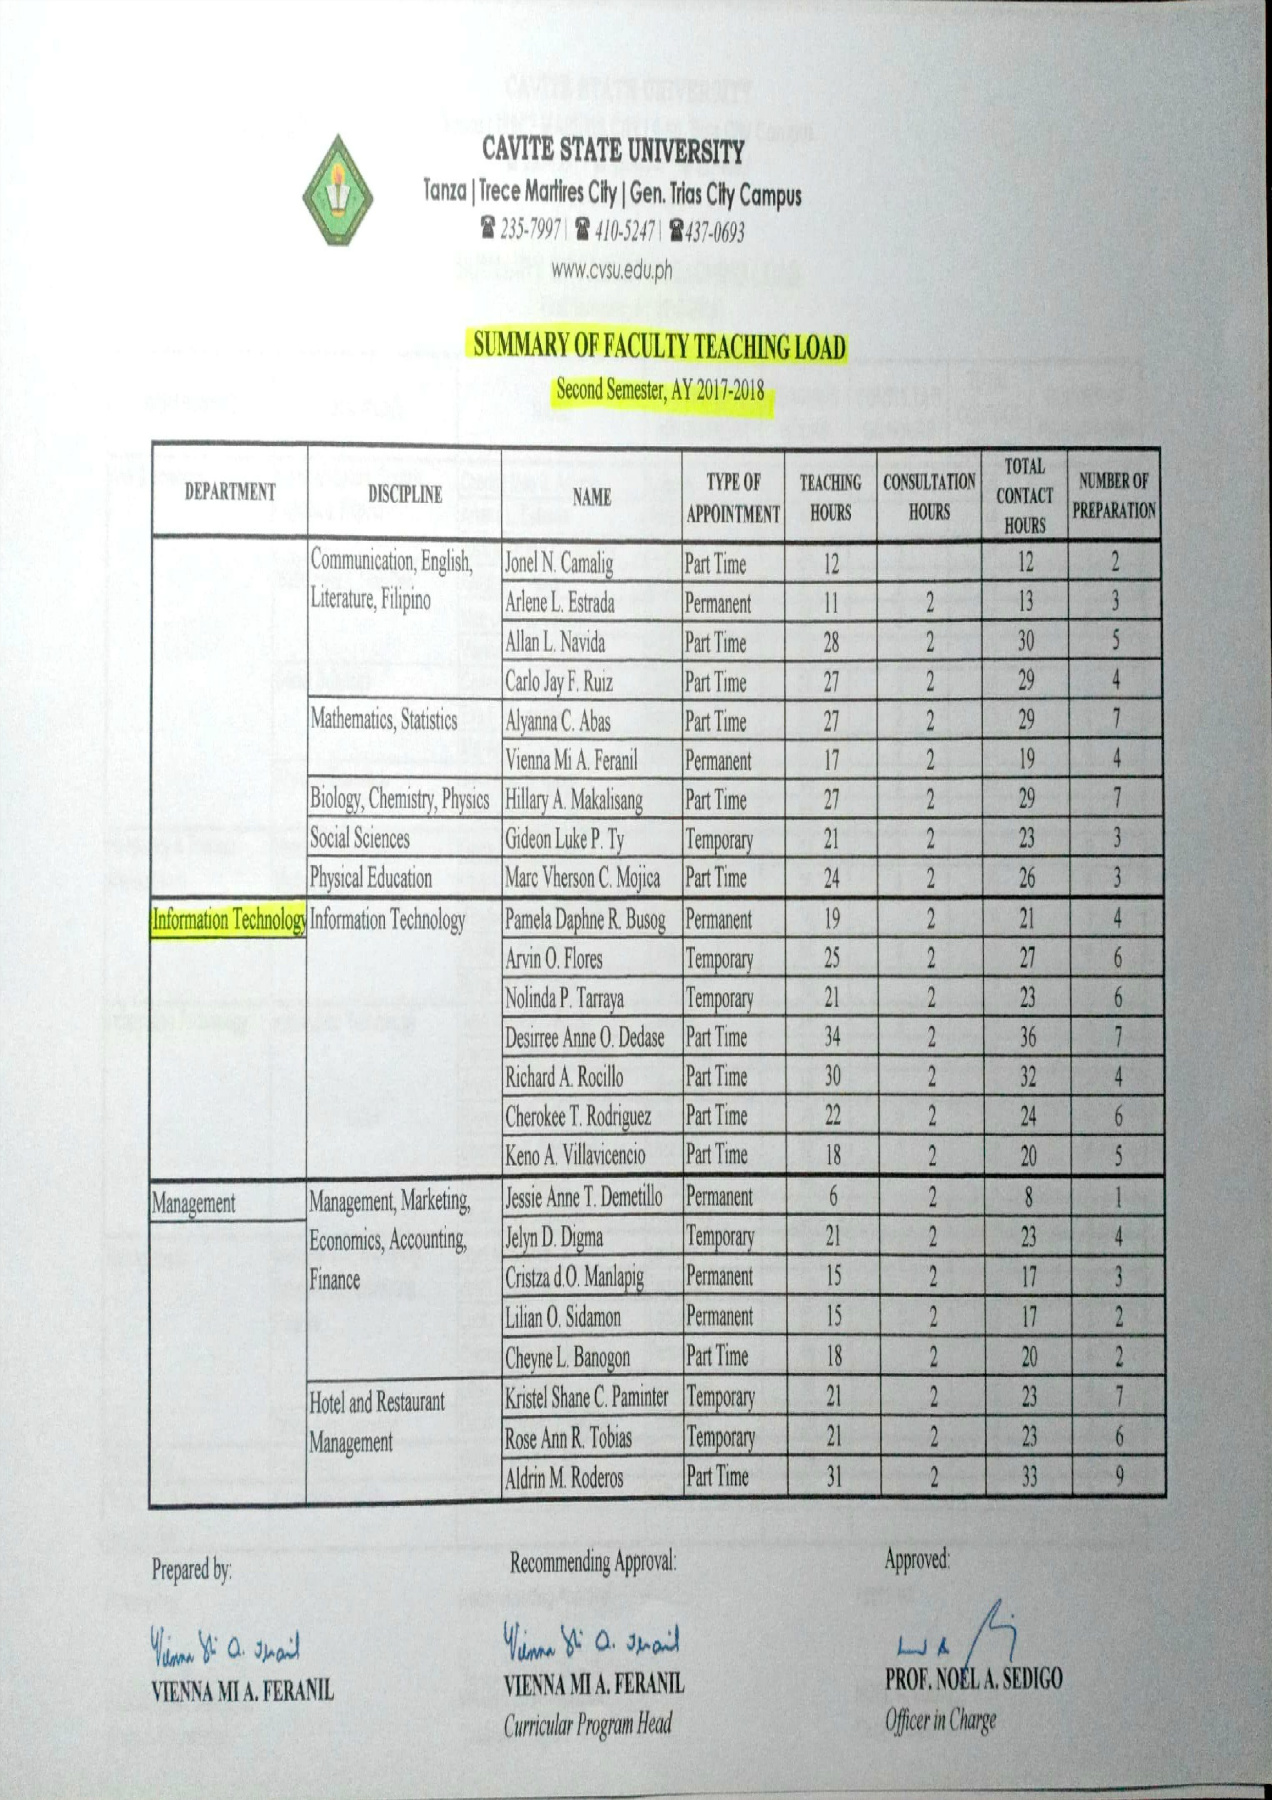 CAVITE STATE UNIVERSITY
Tanza | Trece Martires City | Gen. Trias City Campus
☎ 235-7997 | ☎ 410-5247 | ☎437-0693
www.cvsu.edu.ph
SUMMARY OF FACULTY TEACHING LOAD
Second Semester, AY 2017-2018
DEPARTMENT DISCIPLINE NAME TYPE OF APPOINTMENT TEACHING HOURS CONSULTATION HOURS TOTAL CONTACT HOURS NUMBER OF PREPARATION
Communication, English, Jonel N. Camalig Part Time 12 12 2
Literature, Filipino Arlene L. Estrada Permanent 11 2 13 3
Allan L. Navida Part Time 28 2 30 5
Carlo Jay F. Ruiz Part Time 27 2 29 4
Mathematics, Statistics Alyanna C. Abas Part Time 27 2 29 7
Vienna Mi A. Feranil Permanent 17 2 19 4
Biology, Chemistry, Physics Hillary A. Makalisang Part Time 27 2 29 7
Social Sciences Gideon Luke P. Ty Temporary 21 2 23 3
Physical Education Marc Vherson C. Mojica Part Time 24 2 26 3
Information Technology Information Technology Pamela Daphne R. Busog Permanent 19 2 21 4
Arvin O. Flores Temporary 25 2 27 6
Nolinda P. Tarraya Temporary 21 2 23 6
Desirree Anne O. Dedase Part Time 34 2 36 7
Richard A. Rocillo Part Time 30 2 32 4
Cherokee T. Rodriguez Part Time 22 2 24 6
Keno A. Villavicencio Part Time 18 2 20 5
Management Management, Marketing, Jessie Anne T. Demetillo Permanent 6 2 8 1
Economics, Accounting, Jelyn D. Digma Temporary 21 2 23 4
Finance Cristza d.O. Manlapig Permanent 15 2 17 3
Lilian O. Sidamon Permanent 15 2 17 2
Cheyne L. Banogon Part Time 18 2 20 2
Hotel and Restaurant Kristel Shane C. Paminter Temporary 21 2 23 7
Management Rose Ann R. Tobias Temporary 21 2 23 6
Aldrin M. Roderos Part Time 31 2 33 9
Prepared by: Recommending Approval: Approved:
VIENNA MI A. FERANIL VIENNA MI A. FERANIL PROF. NOEL A. SEDIGO
Curricular Program Head Officer in Charge